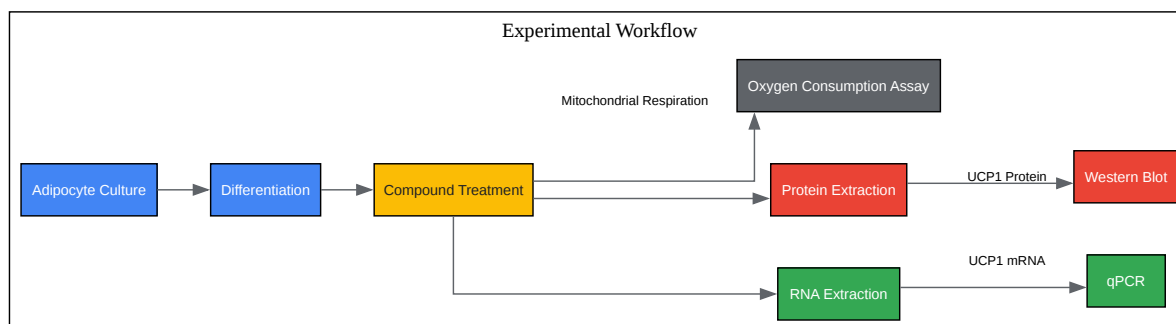 Experimental Workflow
Oxygen Consumption Assay
Mitochondrial Respiration
Adipocyte Culture
Differentiation
Compound Treatment
Protein Extraction
UCP1 Protein
Western Blot
UCP1 mRNA
RNA Extraction
qPCR